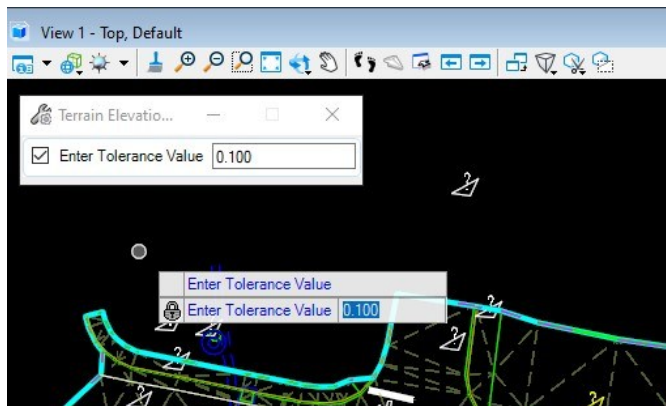 View 1 - Top, Default
Terrain Elevatio...
Enter Tolerance Value 0.100
Enter Tolerance Value
Enter Tolerance Value 0.100